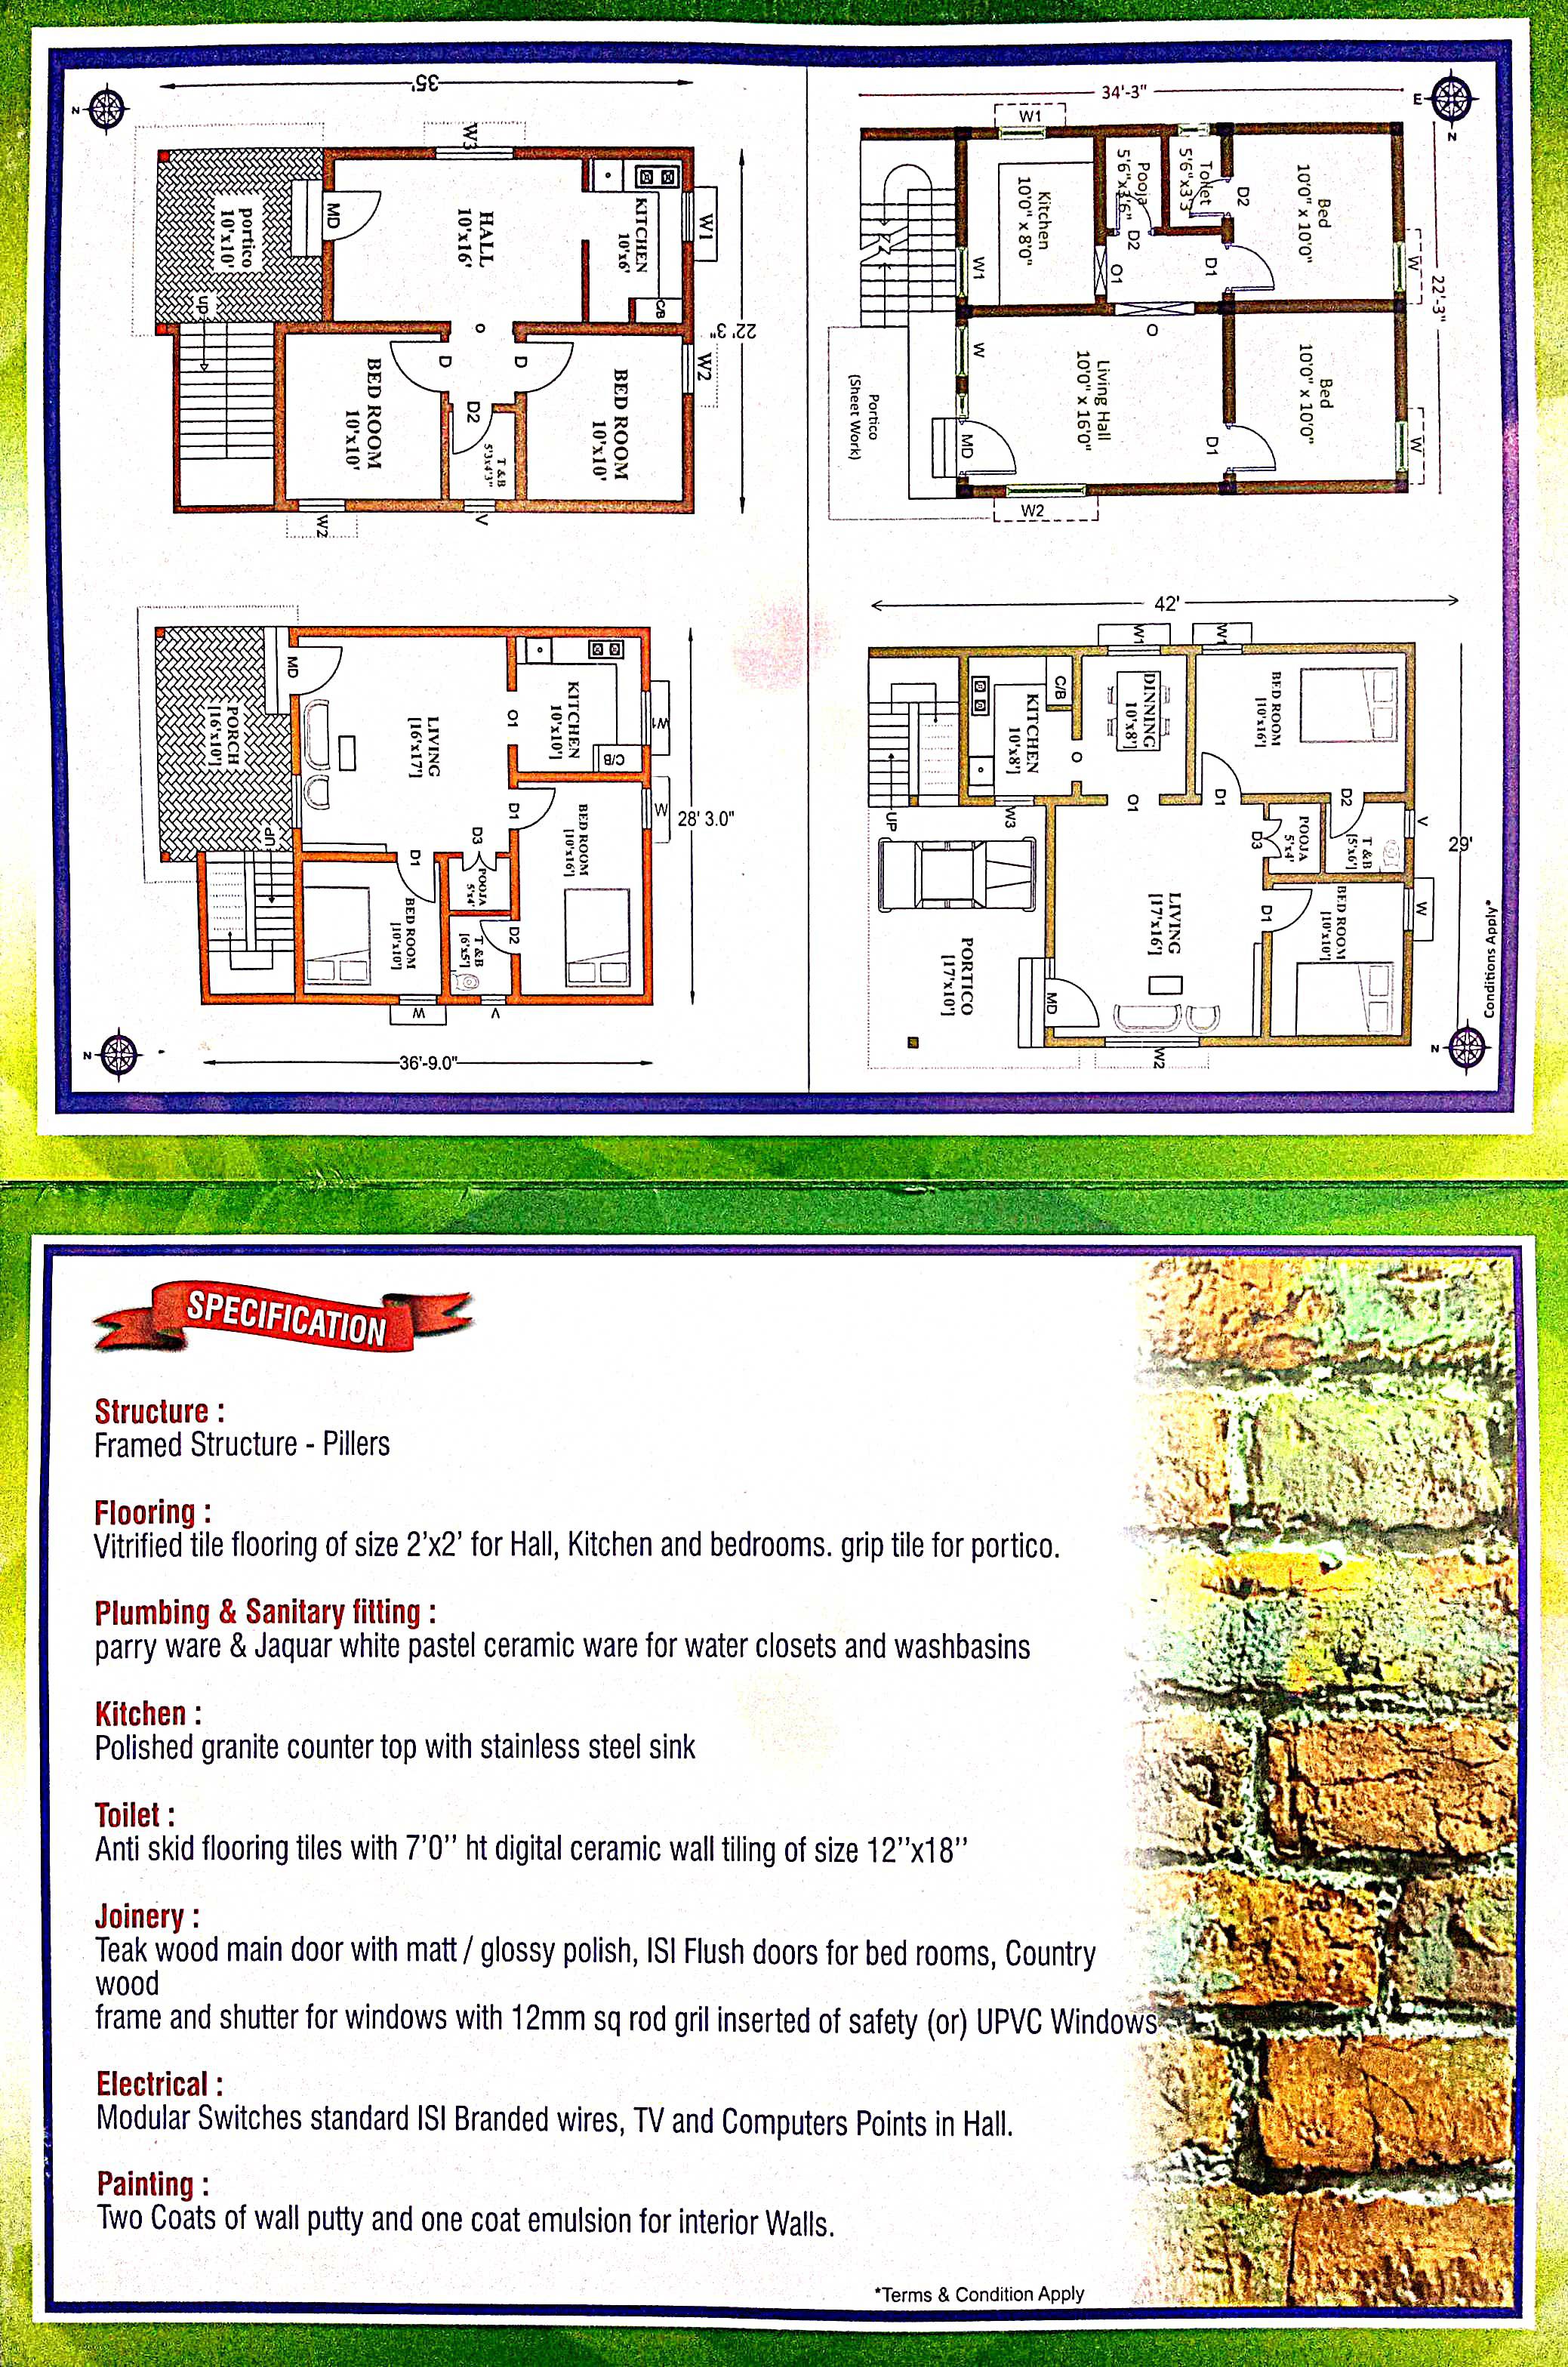 35'
N
W3
MD
HALL
10'x16'
KITCHEN
10'x6'
W1
portico
10'x10'
UP
C/B
O
22' 3"
D
D
W2
BED ROOM
10'x10'
D2
T & B
5'3x4'3"
BED ROOM
10'x10'
W2
V
34'-3"
E
N
W1
Kitchen
10'0" x 8'0"
Pooja
5'6"x3'6"
Toilet
5'6"x3'3
D2
Bed
10'0" x 10'0"
W
D2
W1
O1
D1
22'-3"
W
O
Living Hall
10'0" x 16'0"
Bed
10'0" x 10'0"
Portico
(Sheet Work)
MD
D1
W
W2
MD
PORCH
[16'x10']
LIVING
[16'x17']
O1
KITCHEN
10'x10']
C/B
W1
UP
D1
D3
D1
BED ROOM
[10'x16']
W
28' 3.0"
BED ROOM
[10'x10']
POOJA
5'x4'
T & B
[6'x5']
D2
W
V
N
36'-9.0"
42'
W1
W1
C/B
KITCHEN
10'x8']
DINNING
10'x8']
BED ROOM
[10'x16']
O
UP
W3
O1
D1
D2
V
POOJA
5'x4'
D3
T & B
[5'x6']
29'
PORTICO
[17'x10']
LIVING
[17'x16']
D1
BED ROOM
[10'x10']
W
MD
W2
N
Conditions Apply*
SPECIFICATION
Structure :
Framed Structure - Pillers
Flooring :
Vitrified tile flooring of size 2'x2' for Hall, Kitchen and bedrooms. grip tile for portico.
Plumbing & Sanitary fitting :
parry ware & Jaquar white pastel ceramic ware for water closets and washbasins
Kitchen :
Polished granite counter top with stainless steel sink
Toilet :
Anti skid flooring tiles with 7'0'' ht digital ceramic wall tiling of size 12''x18''
Joinery :
Teak wood main door with matt / glossy polish, ISI Flush doors for bed rooms, Country
wood
frame and shutter for windows with 12mm sq rod gril inserted of safety (or) UPVC Windows
Electrical :
Modular Switches standard ISI Branded wires, TV and Computers Points in Hall.
Painting :
Two Coats of wall putty and one coat emulsion for interior Walls.
*Terms & Condition Apply